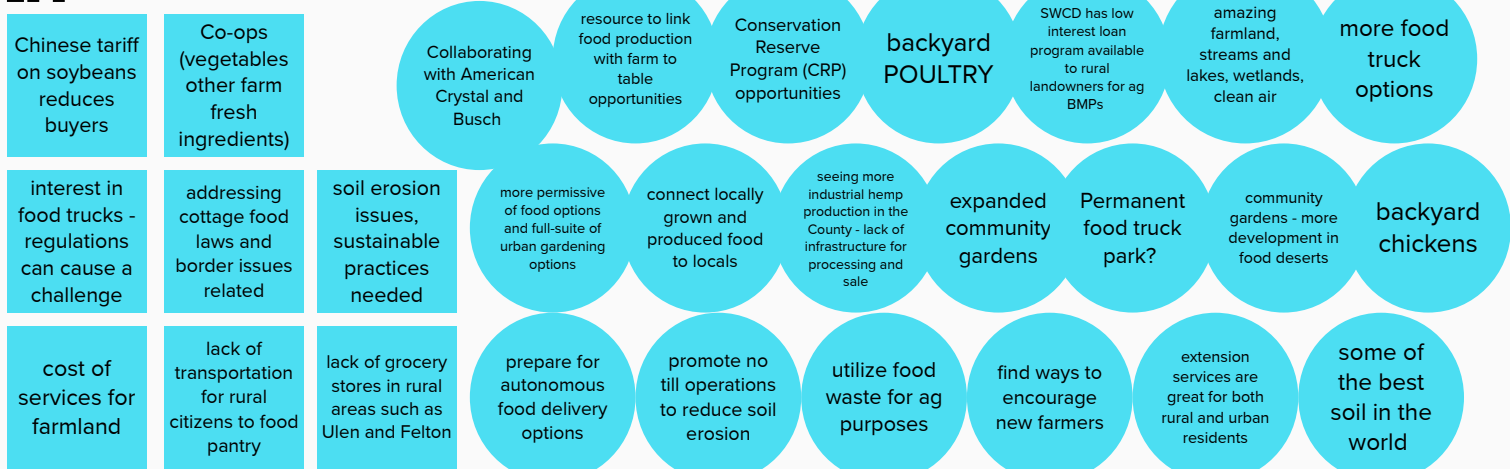 Chinese tariff
on soybeans
reduces
buyers
Co-ops
(vegetables
other farm
fresh
ingredients)
Collaborating
with American
Crystal and
Busch
resource to link
food production
with farm to
table
opportunities
Conservation
Reserve
Program (CRP)
opportunities
backyard
POULTRY
SWCD has low
interest loan
program available
to rural
landowners for ag
BMPs
amazing
farmland,
streams and
lakes, wetlands,
clean air
more food
truck
options
interest in
food trucks -
regulations
can cause a
challenge
addressing
cottage food
laws and
border issues
related
soil erosion
issues,
sustainable
practices
needed
more permissive
of food options
and full-suite of
urban gardening
options
connect locally
grown and
produced food
to locals
seeing more
industrial hemp
production in the
County - lack of
infrastructure for
processing and
sale
expanded
community
gardens
Permanent
food truck
park?
community
gardens - more
development in
food deserts
backyard
chickens
cost of
services for
farmland
lack of
transportation
for rural
citizens to food
pantry
lack of grocery
stores in rural
areas such as
Ulen and Felton
prepare for
autonomous
food delivery
options
promote no
till operations
to reduce soil
erosion
utilize food
waste for ag
purposes
find ways to
encourage
new farmers
extension
services are
great for both
rural and urban
residents
some of
the best
soil in the
world